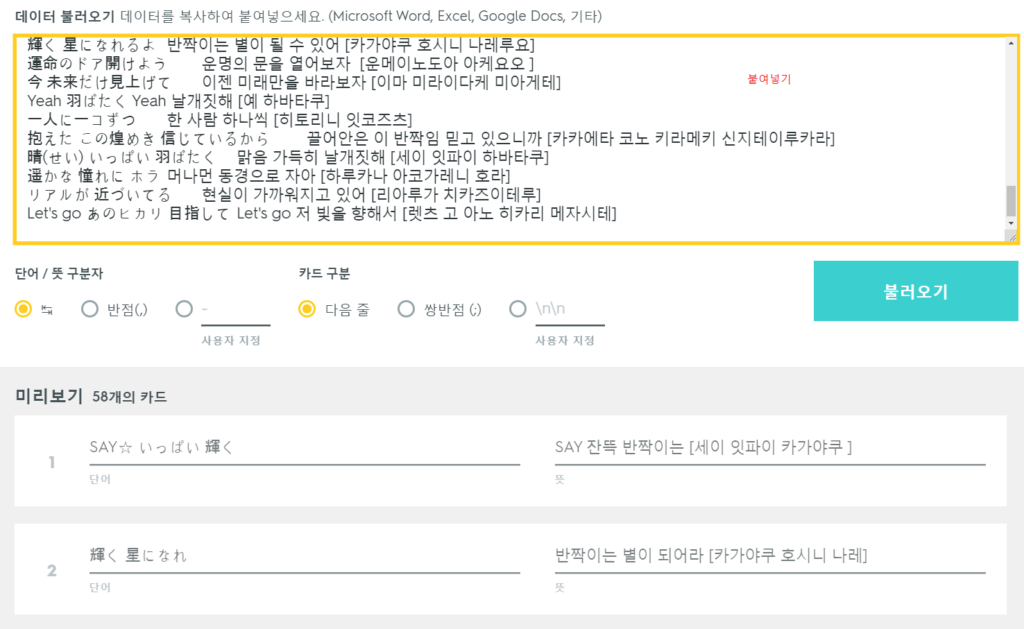 데이터 불러오기 데이터를 복사하여 붙여넣으세요. (Microsoft Word, Excel, Google Docs, 기타)
輝く 星になれるよ 반짝이는 별이 될 수 있어 [카가야쿠 호시니 나레루요]
運命のドア開けよう 운명의 문을 열어보자 [운메이노도아 아케요오 ]
今 未来だけ見上げて 이젠 미래만을 바라보자 [이마 미라이다케 미아게테]
붙여넣기
Yeah 羽ばたく Yeah 날개짓해 [예 하바타쿠]
一人に一コずつ 한 사람 하나씩 [히토리니 잇코즈츠]
抱えた この煌めき 信じているから 끌어안은 이 반짝임 믿고 있으니까 [카카에타 코노 키라메키 신지테이루카라]
晴(せい) いっぱい 羽ばたく 맑음 가득히 날개짓해 [세이 잇파이 하바타쿠]
遥かな 憧れに ホラ 머나먼 동경으로 자아 [하루카나 아코가레니 호라]
リアルが 近づいてる 현실이 가까워지고 있어 [리아루가 치카즈이테루]
Let's go あのヒカリ 目指して Let's go 저 빛을 향해서 [렛츠 고 아노 히카리 메자시테]
단어 / 뜻 구분자
카드 구분
불러오기
↹ 반점(,) -
다음 줄 쌍반점 (;) \n\n
사용자 지정
사용자 지정
미리보기 58개의 카드
1
SAY☆ いっぱい 輝く
SAY 잔뜩 반짝이는 [세이 잇파이 카가야쿠 ]
단어
뜻
2
輝く 星になれ
반짝이는 별이 되어라 [카가야쿠 호시니 나레]
단어
뜻